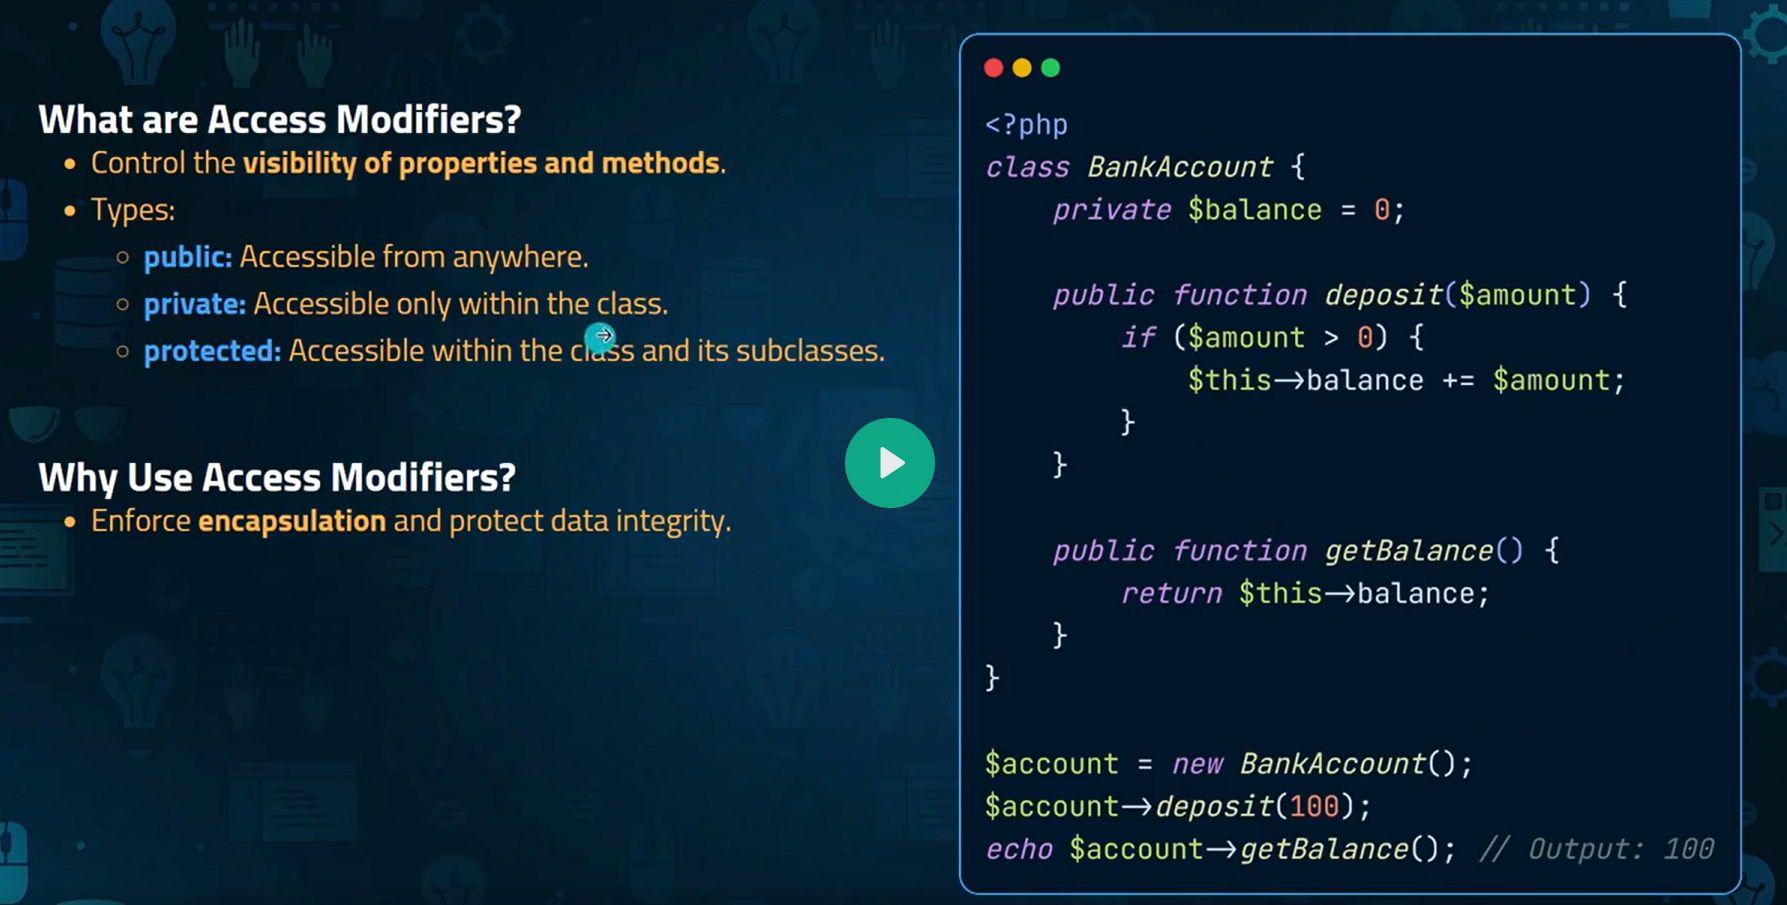 What are Access Modifiers?
• Control the visibility of properties and methods.
• Types:
○ public: Accessible from anywhere.
○ private: Accessible only within the class.
○ protected: Accessible within the class and its subclasses.
Why Use Access Modifiers?
• Enforce encapsulation and protect data integrity.
<?php
class BankAccount {
    private $balance = 0;

    public function deposit($amount) {
        if ($amount > 0) {
            $this->balance += $amount;
        }
    }

    public function getBalance() {
        return $this->balance;
    }
}

$account = new BankAccount();
$account->deposit(100);
echo $account->getBalance(); // Output: 100